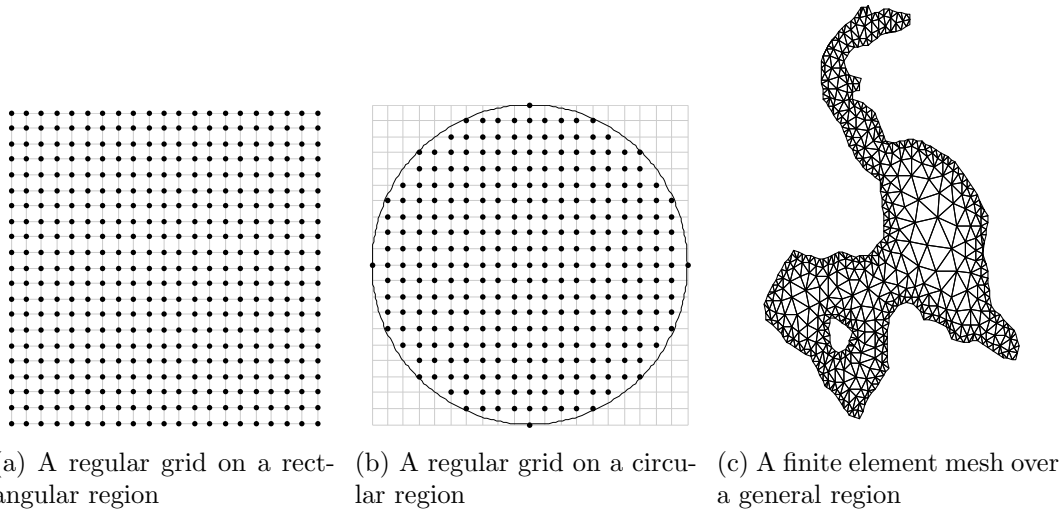 (a) A regular grid on a rect-
angular region
(b) A regular grid on a circu-
lar region
(c) A finite element mesh over
a general region